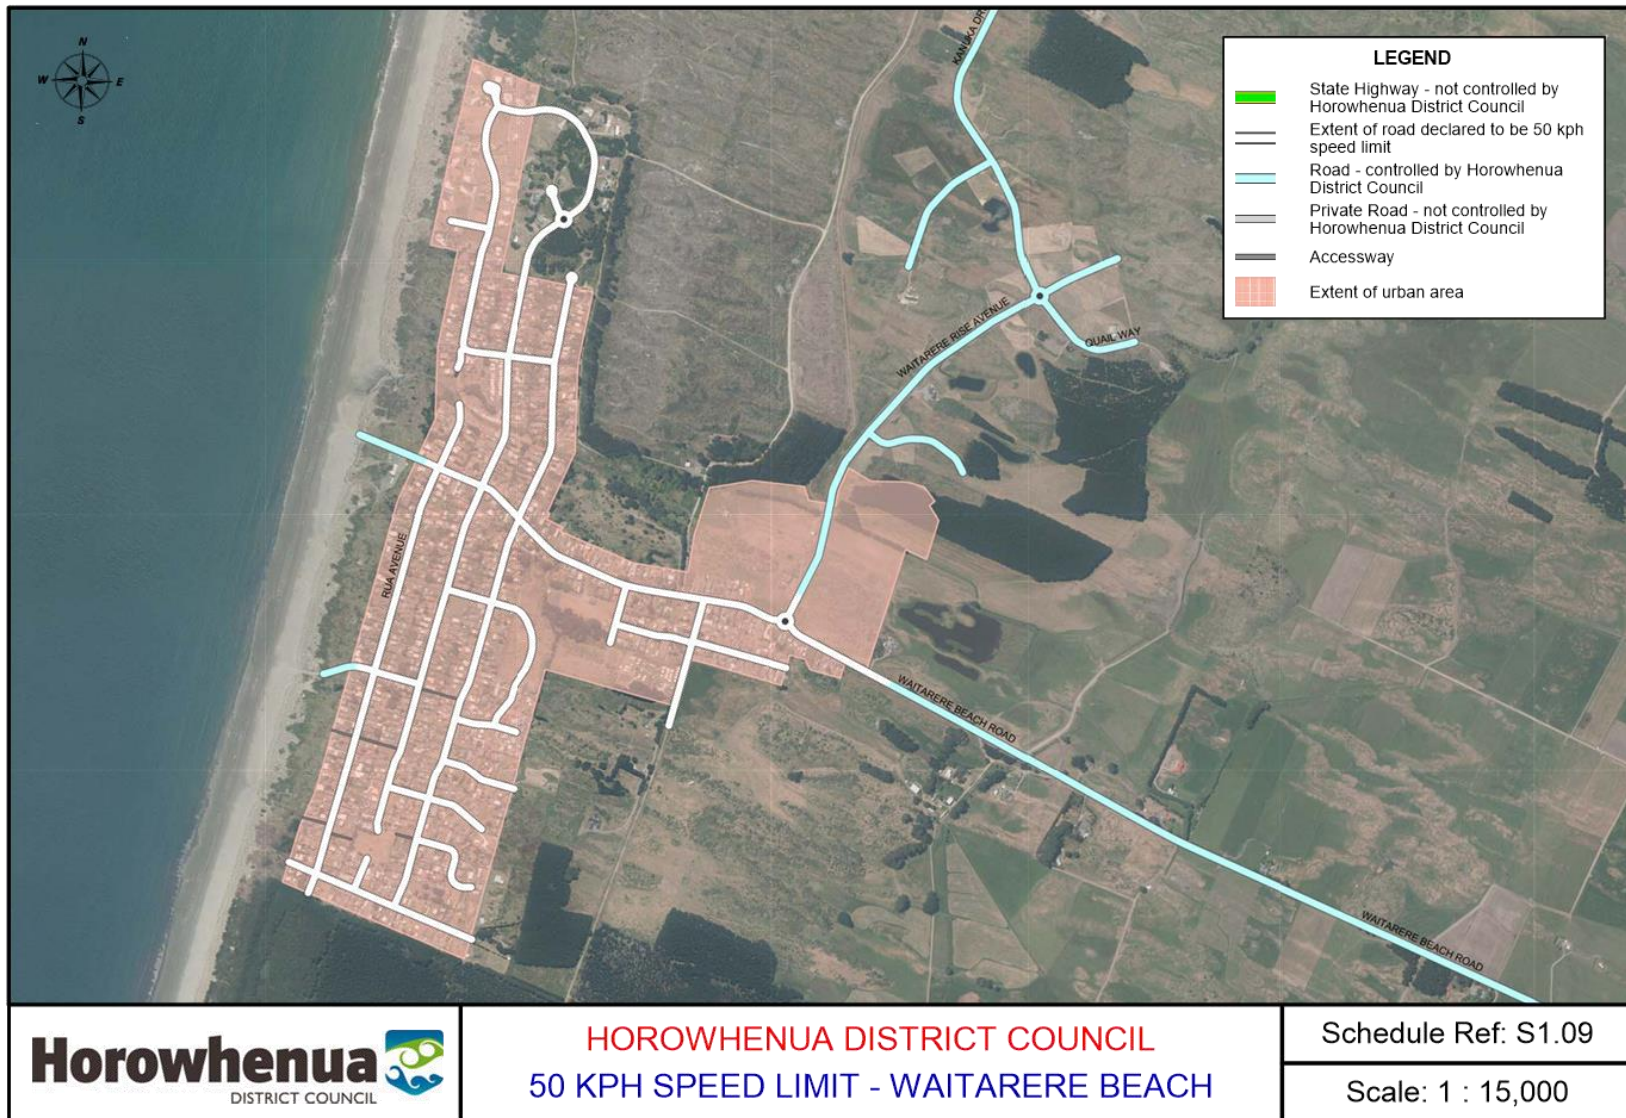 N
W E
S
KANUKA DR
WAITARERE RISE AVENUE
QUAIL WAY
RUA AVENUE
WAITARERE BEACH ROAD
WAITARERE BEACH ROAD
LEGEND
State Highway - not controlled by
Horowhenua District Council
Extent of road declared to be 50 kph
speed limit
Road - controlled by Horowhenua
District Council
Private Road - not controlled by
Horowhenua District Council
Accessway
Extent of urban area
Horowhenua
DISTRICT COUNCIL
HOROWHENUA DISTRICT COUNCIL
50 KPH SPEED LIMIT - WAITARERE BEACH
Schedule Ref: S1.09
Scale: 1 : 15,000